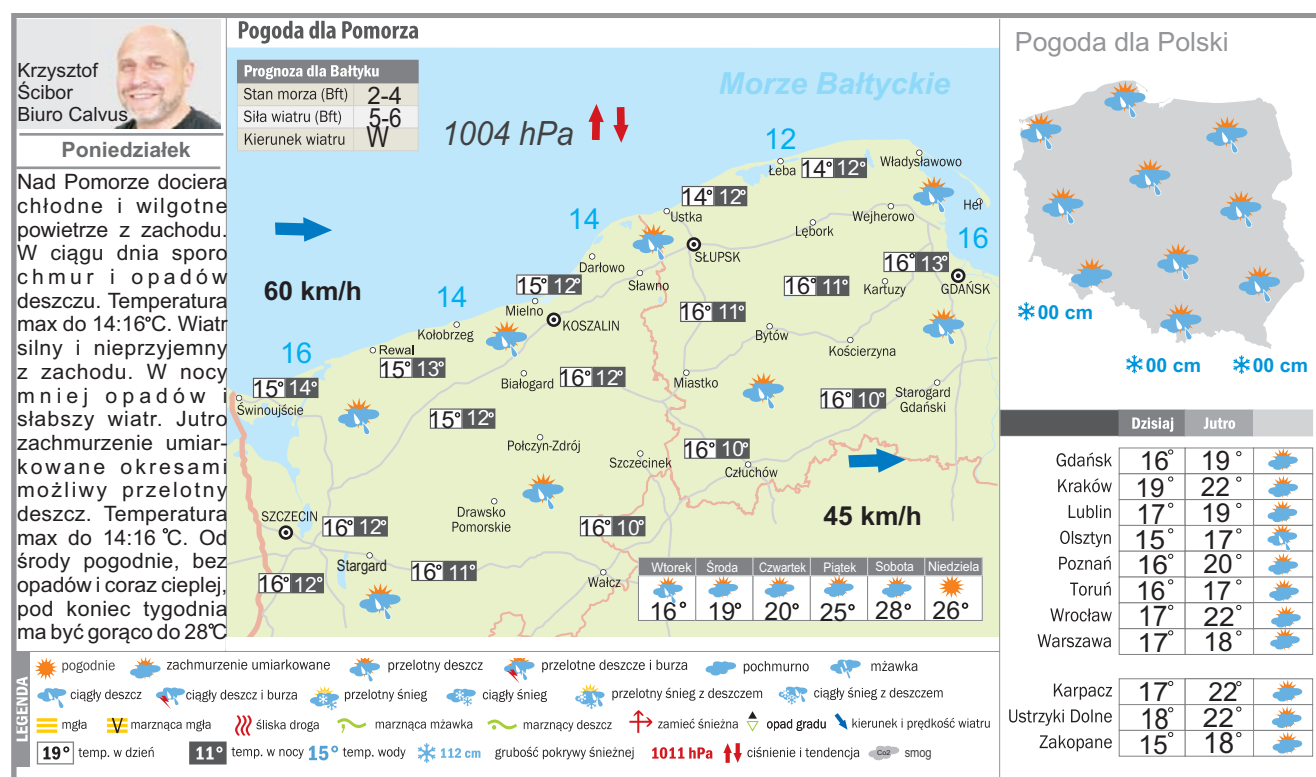 Krzysztof
Ścibor
Biuro Calvus
Poniedziałek
Nad Pomorze dociera
chłodne i wilgotne
powietrze z zachodu.
W ciągu dnia sporo
chmur i opadów
deszczu. Temperatura
max do 14:16°C. Wiatr
silny i nieprzyjemny
z zachodu. W nocy
mniej opadów i
słabszy wiatr. Jutro
zachmurzenie umiar-
kowane okresami
możliwy przelotny
deszcz. Temperatura
max do 14:16 °C. Od
środy pogodnie, bez
opadów i coraz cieplej,
pod koniec tygodnia
ma być gorąco do 28°C
Pogoda dla Pomorza
Prognoza dla Bałtyku
Stan morza (Bft) 2-4
Siła wiatru (Bft) 5-6
Kierunek wiatru W
Morze Bałtyckie
1004 hPa
12
Łeba 14° 12°
Władysławowo
14° 12°
Ustka
Hel
Wejherowo
Lębork
14
16
SŁUPSK
16° 13°
GDAŃSK
Darłowo
Sławno
15° 12°
16° 11°
Kartuzy
60 km/h
14
Mielno
KOSZALIN
16° 11°
Bytów
Kołobrzeg
Kościerzyna
16
Rewal
15° 13°
Białogard
16° 12°
Miastko
15° 14°
Świnoujście
16° 10°
Starogard
Gdański
15° 12°
Połczyn-Zdrój
Szczecinek
16° 10°
Człuchów
Drawsko
Pomorskie
SZCZECIN
16° 12°
16° 10°
45 km/h
Stargard
16° 11°
16° 12°
Wałcz
Wtorek Środa Czwartek Piątek Sobota Niedziela
16° 19° 20° 25° 28° 26°
Pogoda dla Polski
00 cm
00 cm 00 cm
Dzisiaj Jutro
Gdańsk 16° 19°
Kraków 19° 22°
Lublin 17° 19°
Olsztyn 15° 17°
Poznań 16° 20°
Toruń 16° 17°
Wrocław 17° 22°
Warszawa 17° 18°
Karpacz 17° 22°
Ustrzyki Dolne 18° 22°
Zakopane 15° 18°
LEGENDA
pogodnie zachmurzenie umiarkowane przelotny deszcz przelotne deszcze i burza pochmurno mżawka
ciągły deszcz ciągły deszcz i burza przelotny śnieg ciągły śnieg przelotny śnieg z deszczem ciągły śnieg z deszczem
mgła marznąca mgła śliska droga marznąca mżawka marznący deszcz zamieć śnieżna opad gradu kierunek i prędkość wiatru
19° temp. w dzień 11° temp. w nocy 15° temp. wody 112 cm grubość pokrywy śnieżnej 1011 hPa ciśnienie i tendencja Co2 smog